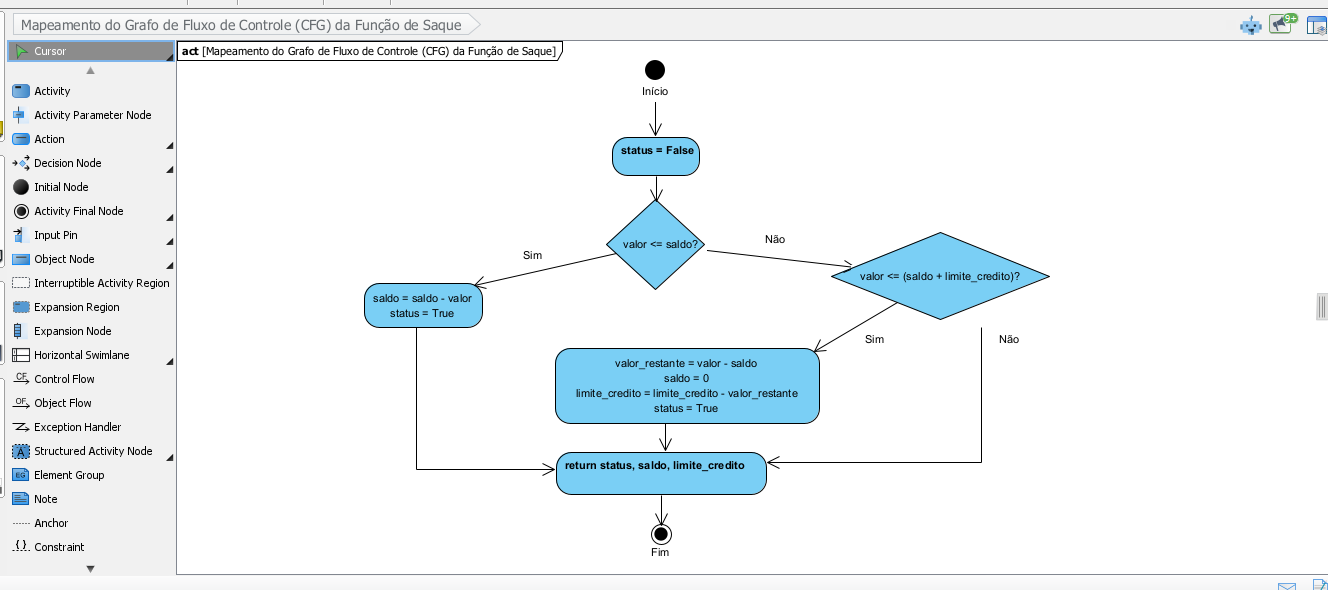 Mapeamento do Grafo de Fluxo de Controle (CFG) da Função de Saque
9+
Cursor
Activity
Activity Parameter Node
Action
Decision Node
Initial Node
Activity Final Node
Input Pin
Object Node
Interruptible Activity Region
Expansion Region
Expansion Node
Horizontal Swimlane
CF
Control Flow
OF
Object Flow
Exception Handler
A
Structured Activity Node
EG
Element Group
Note
Anchor
{ }
Constraint
act [Mapeamento do Grafo de Fluxo de Controle (CFG) da Função de Saque]
Início
status = False
valor <= saldo?
Sim
Não
saldo = saldo - valor
status = True
valor <= (saldo + limite_credito)?
Sim
Não
valor_restante = valor - saldo
saldo = 0
limite_credito = limite_credito - valor_restante
status = True
return status, saldo, limite_credito
Fim